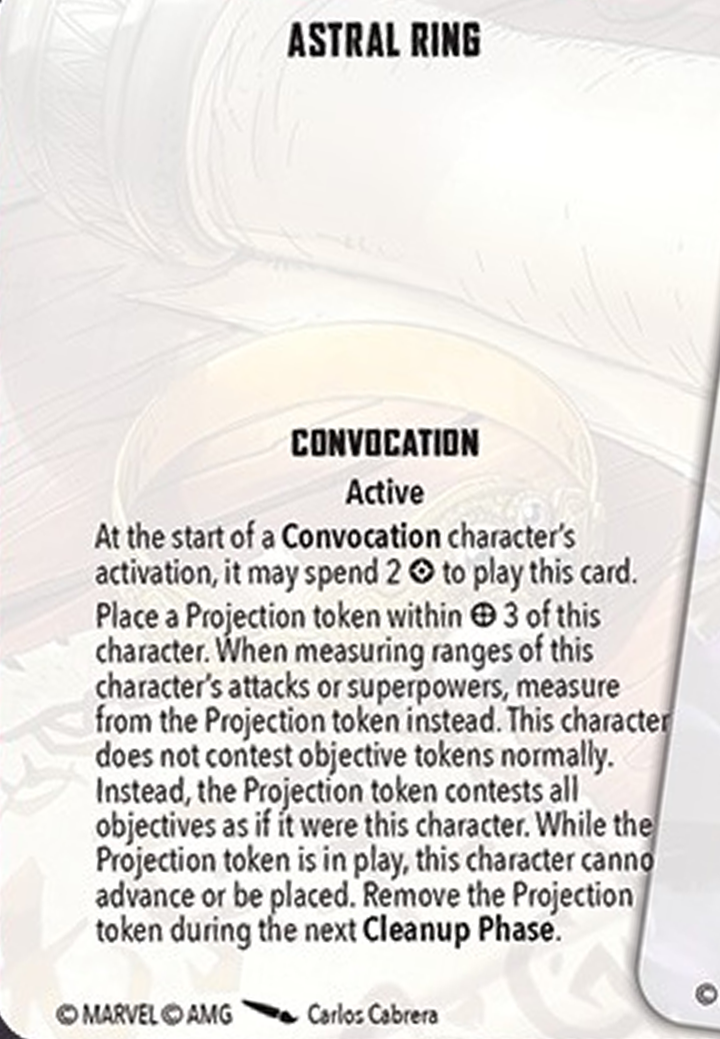 ASTRAL RING
CONVOCATION
Active
At the start of a Convocation character's
activation, it may spend 2 to play this card.
Place a Projection token within 3 of this
character. When measuring ranges of this
character's attacks or superpowers, measure
from the Projection token instead. This character
does not contest objective tokens normally.
Instead, the Projection token contests all
objectives as if it were this character. While the
Projection token is in play, this character canno
advance or be placed. Remove the Projection
token during the next Cleanup Phase.
© MARVEL © AMG Carlos Cabrera
©